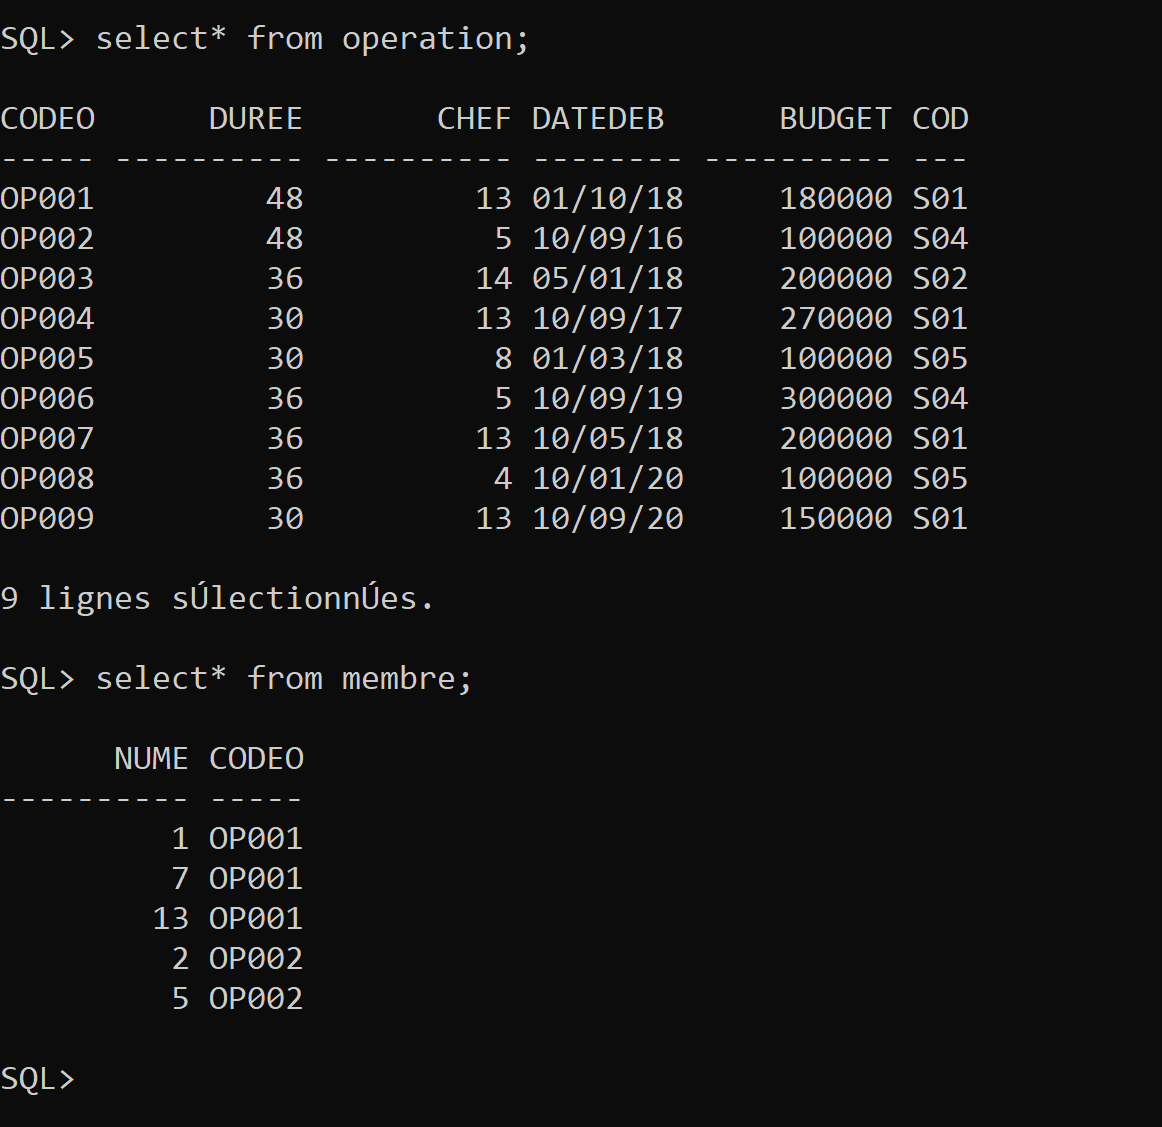 SQL> select* from operation;
CODEO      DUREE       CHEF DATEDEB      BUDGET COD
----- ---------- ---------- -------- ---------- ---
OP001         48         13 01/10/18     180000 S01
OP002         48          5 10/09/16     100000 S04
OP003         36         14 05/01/18     200000 S02
OP004         30         13 10/09/17     270000 S01
OP005         30          8 01/03/18     100000 S05
OP006         36          5 10/09/19     300000 S04
OP007         36         13 10/05/18     200000 S01
OP008         36          4 10/01/20     100000 S05
OP009         30         13 10/09/20     150000 S01
9 lignes sÚlectionnÚes.
SQL> select* from membre;
      NUME CODEO
---------- -----
         1 OP001
         7 OP001
        13 OP001
         2 OP002
         5 OP002
SQL>